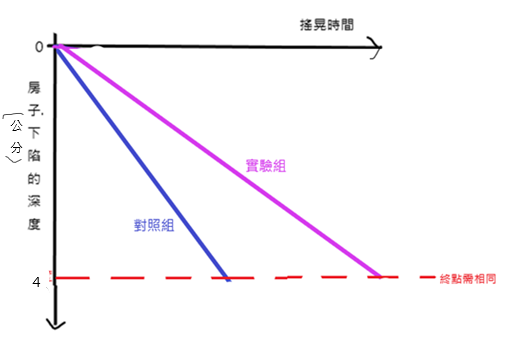 搖晃時間
0
房子下陷的深度
(公分)
實驗組
對照組
4
終點需相同